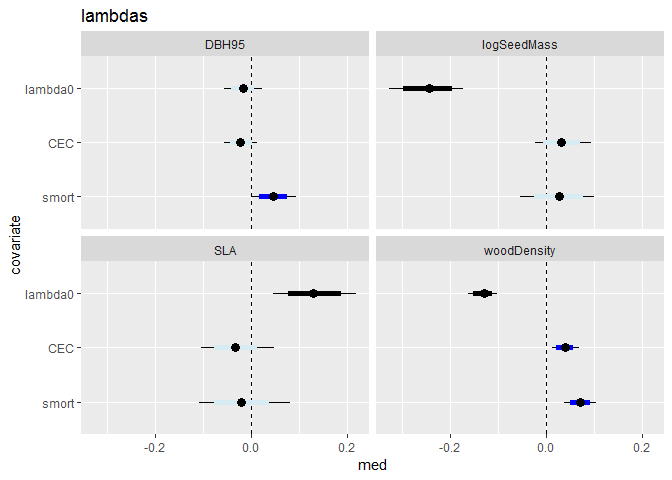 lambdas
DBH95
logSeedMass
lambda0
CEC
smort
covariate
SLA
woodDensity
lambda0
CEC
smort
-0.2 0.0 0.2 -0.2 0.0 0.2
med